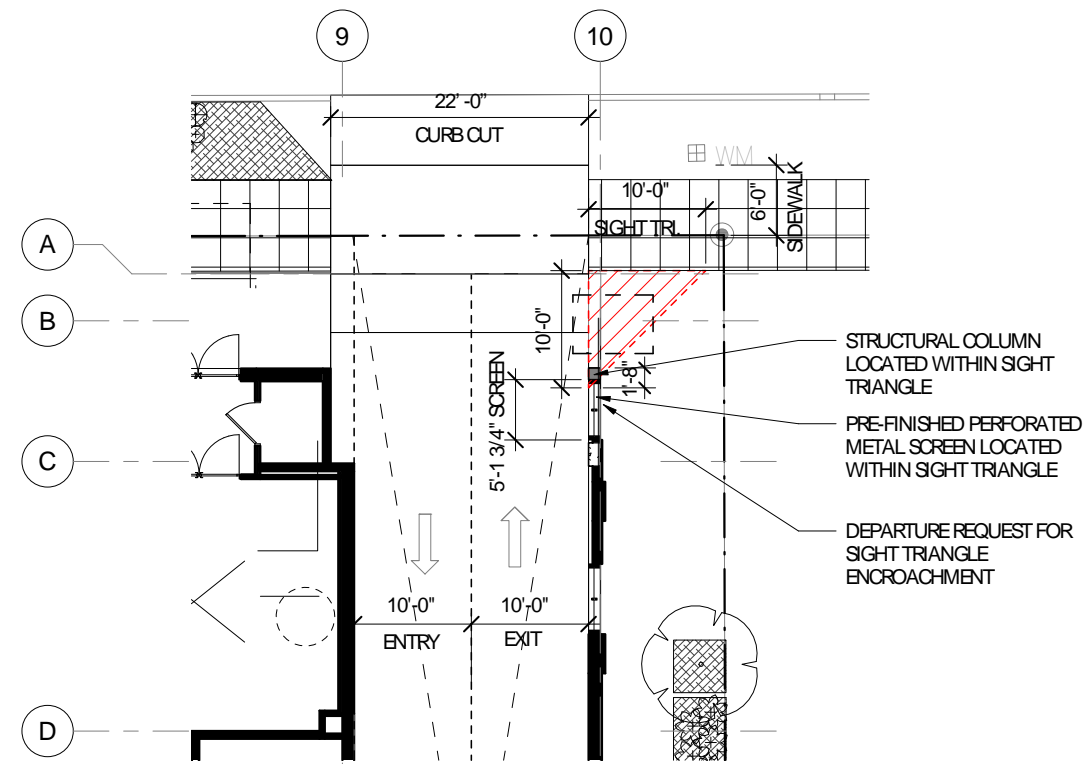 9
10
22'-0"
CURB CUT
WM
10'-0"
SIGHT TRI.
6'-0"
SIDEWALK
A
B
10'-0"
STRUCTURAL COLUMN
LOCATED WITHIN SIGHT
TRIANGLE
1'-8"
5'-1 3/4" SCREEN
PRE-FINISHED PERFORATED
METAL SCREEN LOCATED
WITHIN SIGHT TRIANGLE
C
DEPARTURE REQUEST FOR
SIGHT TRIANGLE
ENCROACHMENT
10'-0"
10'-0"
ENTRY
EXIT
D